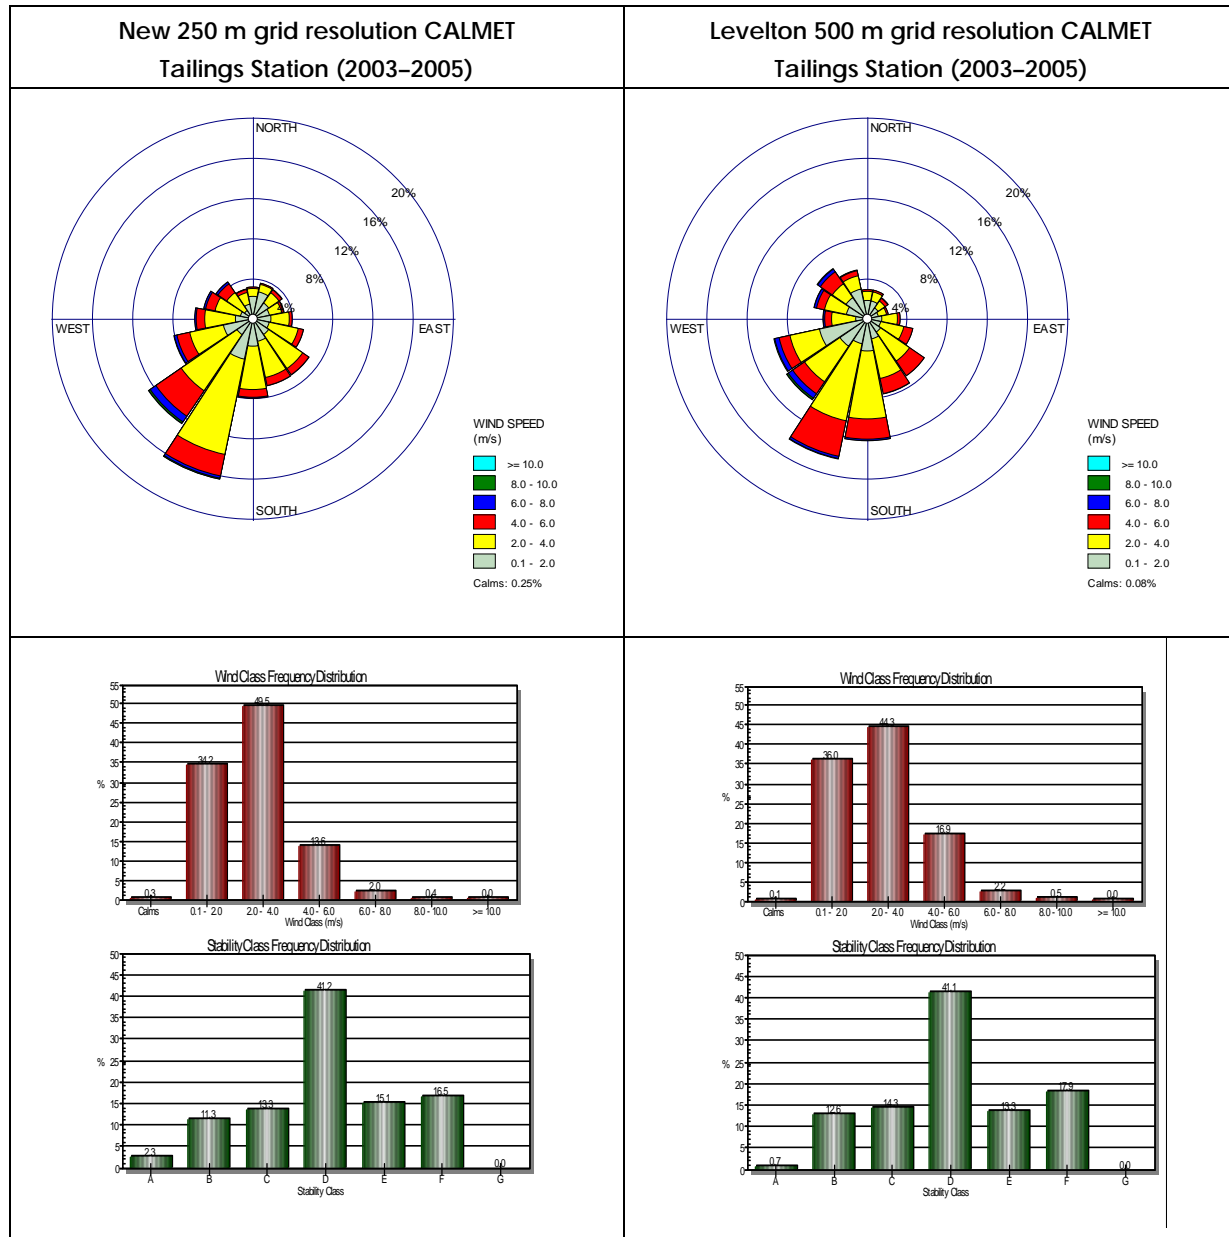 New 250 m grid resolution CALMET
Tailings Station (2003–2005)
Levelton 500 m grid resolution CALMET
Tailings Station (2003–2005)
NORTH
20%
16%
12%
8%
4%
WEST
EAST
SOUTH
WIND SPEED
(m/s)
>= 10.0
8.0 - 10.0
6.0 - 8.0
4.0 - 6.0
2.0 - 4.0
0.1 - 2.0
Calms: 0.25%
NORTH
20%
16%
12%
8%
4%
WEST
EAST
SOUTH
WIND SPEED
(m/s)
>= 10.0
8.0 - 10.0
6.0 - 8.0
4.0 - 6.0
2.0 - 4.0
0.1 - 2.0
Calms: 0.08%
Wind Class Frequency Distribution
55
50
45
40
35
% 30
25
20
15
10
5
0
0.3
34.2
49.5
13.6
2.0
0.4
0.0
Calms
0.1 - 2.0
2.0 - 4.0
4.0 - 6.0
6.0 - 8.0
8.0 - 10.0
>= 10.0
Wind Class (m/s)
Stability Class Frequency Distribution
50
45
40
35
30
% 25
20
15
10
5
0
2.3
11.3
13.3
41.2
15.1
16.5
0.0
A
B
C
D
E
F
G
Stability Class
Wind Class Frequency Distribution
55
50
45
40
35
30
%
25
20
15
10
5
0
0.1
36.0
44.3
16.9
2.2
0.5
0.0
Calms
0.1 - 2.0
2.0 - 4.0
4.0 - 6.0
6.0 - 8.0
8.0 - 10.0
>= 10.0
Wind Class (m/s)
Stability Class Frequency Distribution
50
45
40
35
30
% 25
20
15
10
5
0
0.7
12.6
14.3
41.1
13.3
17.9
0.0
A
B
C
D
E
F
G
Stability Class